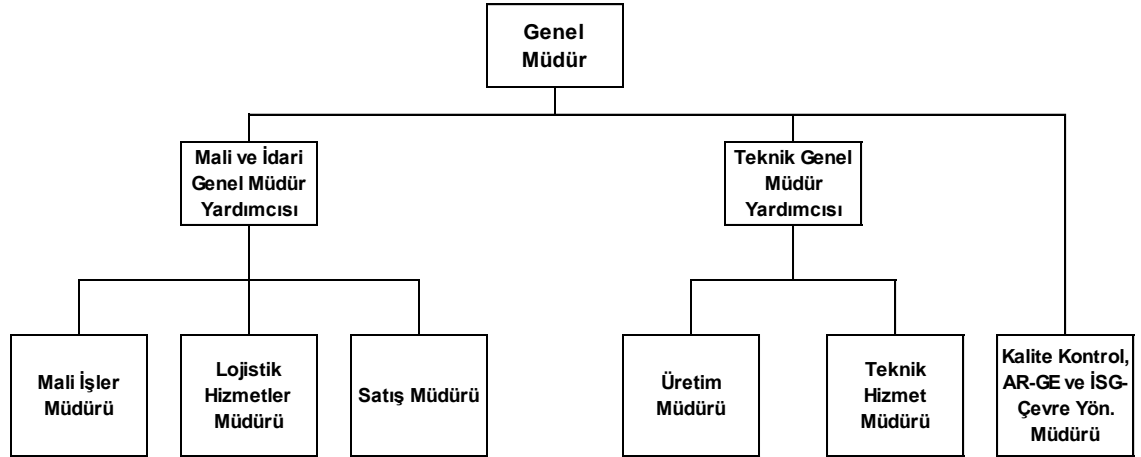 Genel
Müdür
Mali ve İdari
Genel Müdür
Yardımcısı
Teknik Genel
Müdür
Yardımcısı
Mali İşler
Müdürü
Lojistik
Hizmetler
Müdürü
Satış Müdürü
Üretim
Müdürü
Teknik
Hizmet
Müdürü
Kalite Kontrol,
AR-GE ve İSG-
Çevre Yön.
Müdürü